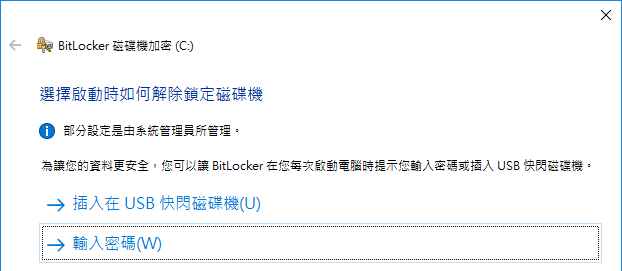 BitLocker 磁碟機加密 (C:)
選擇啟動時如何解除鎖定磁碟機
部分設定是由系統管理員所管理。
為讓您的資料更安全，您可以讓 BitLocker 在您每次啟動電腦時提示您輸入密碼或插入 USB 快閃磁碟機。
插入在 USB 快閃磁碟機(U)
輸入密碼(W)